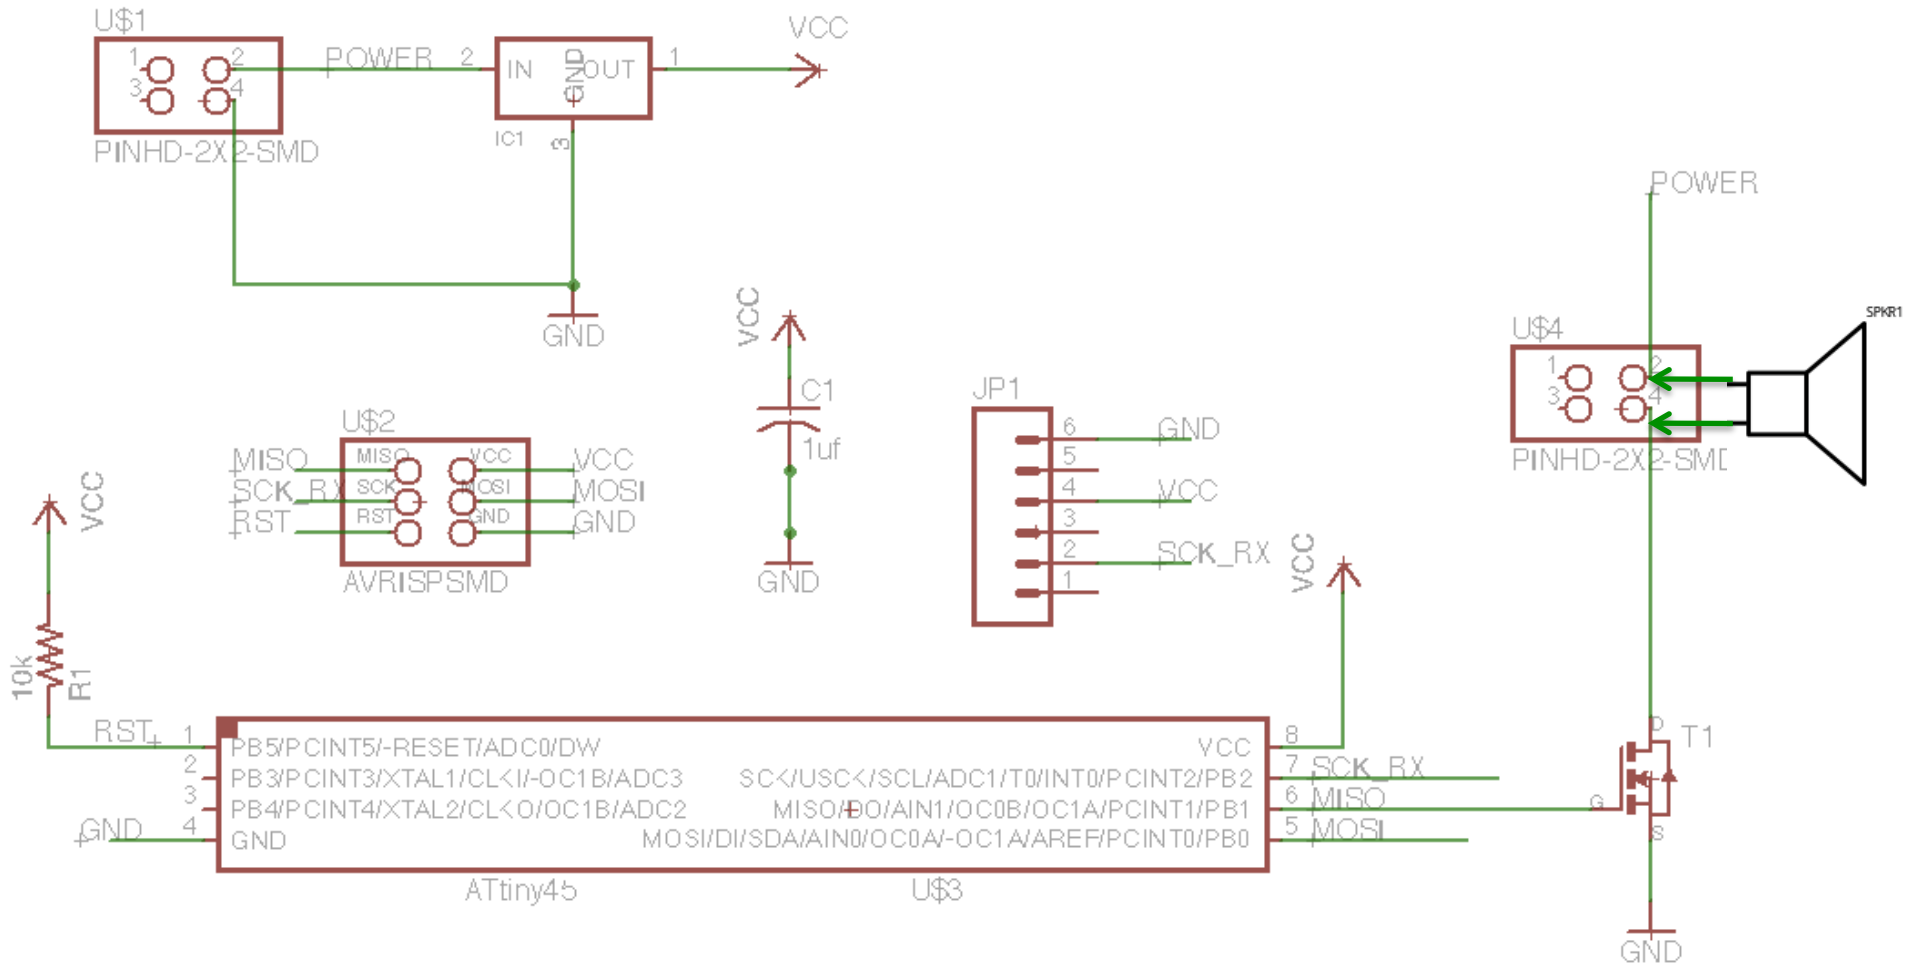 U$1
1 2
3 4
PINHD-2X2-SMD
POWER
2 IN GND OUT 1
IC1 3
VCC
GND
POWER
SPKR1
U$4
1 2
3 4
PINHD-2X2-SM
VCC
C1
1uf
GND
U$2
MISO MISO VCC VCC
SCK_RX SCK MOSI MOSI
RST RST GND GND
AVRISPSMD
JP1
6 GND
5
4 VCC
3
2 SCK_RX
1
VCC
10k
R1
VCC
RST 1 PB5/PCINT5/-RESET/ADC0/DW
2 PB3/PCINT3/XTAL1/CLKI/-OC1B/ADC3
3 PB4/PCINT4/XTAL2/CLKO/OC1B/ADC2
GND 4 GND
VCC 8
SCK/USCK/SCL/ADC1/T0/INT0/PCINT2/PB2 7 SCK_RX
MISO/DO/AIN1/OC0B/OC1A/PCINT1/PB1 6 MISO
MOSI/DI/SDA/AIN0/OC0A/-OC1A/AREF/PCINT0/PB0 5 MOSI
ATtiny45
U$3
D
T1
G
S
GND